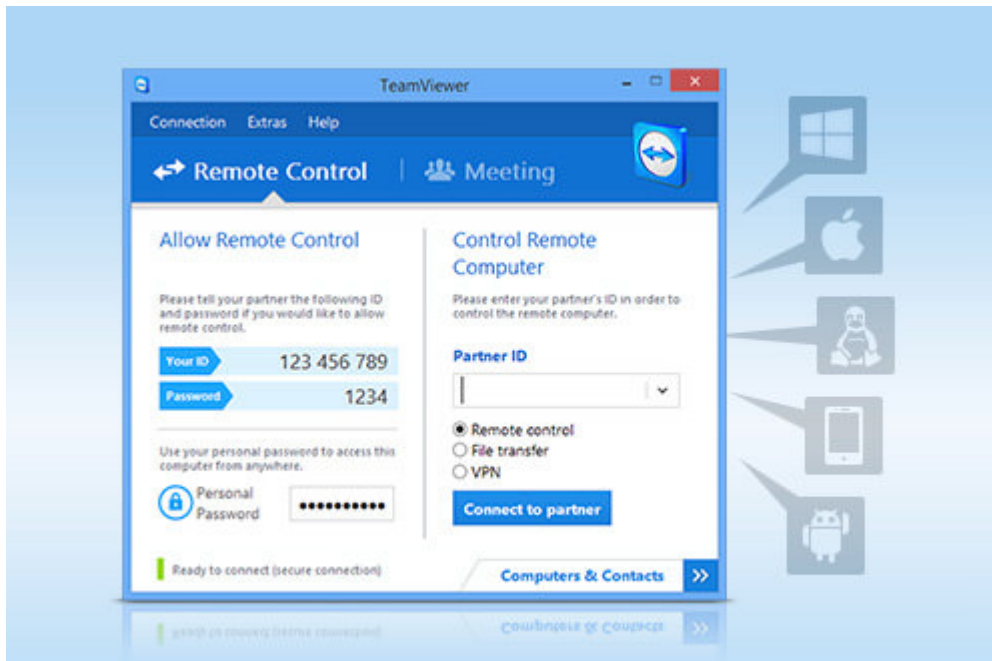 TeamViewer
Connection Extras Help
Remote Control
Meeting
Allow Remote Control
Please tell your partner the following ID
and password if you would like to allow
remote control.
Your ID
123 456 789
Password
1234
Use your personal password to access this
computer from anywhere.
Personal
Password
Ready to connect (secure connection)
Control Remote
Computer
Please enter your partner's ID in order to
control the remote computer.
Partner ID
Remote control
File transfer
VPN
Connect to partner
Computers & Contacts